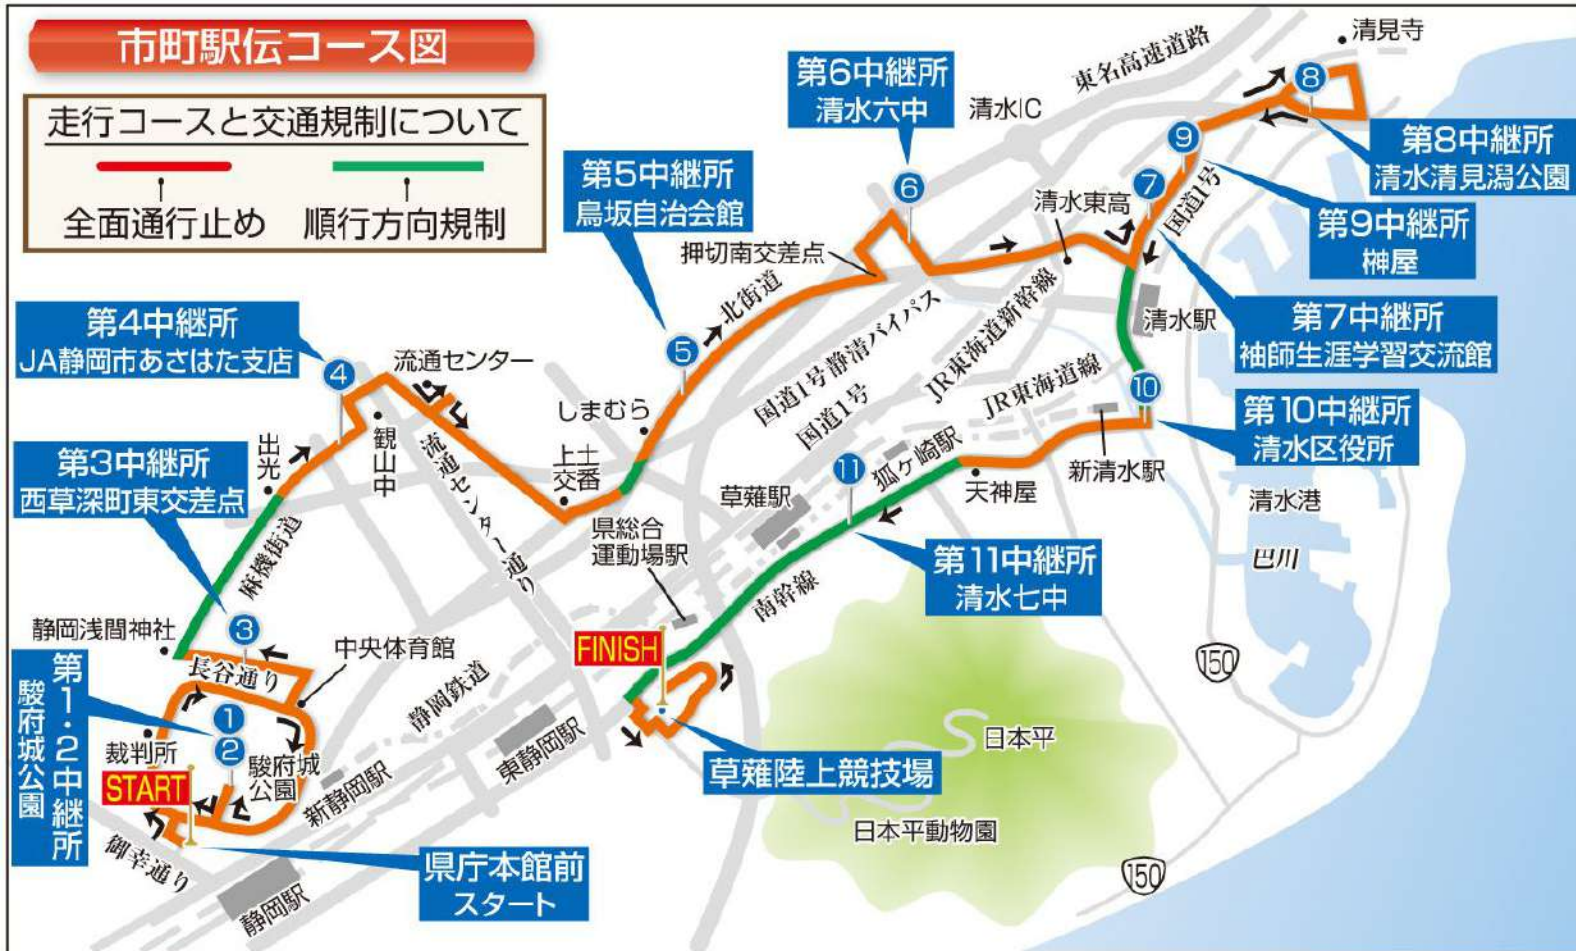 市町駅伝コース図
走行コースと交通規制について
全面通行止め
順行方向規制
第6中継所
清水六中
清水IC
東名高速道路
清見寺
8
第8中継所
清水清見潟公園
9
第9中継所
榊屋
7
国道1号
第7中継所
袖師生涯学習交流館
清水東高
6
押切南交差点
第5中継所
鳥坂自治会館
5
北街道
第4中継所
JA静岡市あさはた支店
4
流通センター
観山中
流通センター通り
しまむら
上土
交番
国道1号静清バイパス
国道1号
JR東海道新幹線
JR東海道線
清水駅
10
第10中継所
清水区役所
新清水駅
天神屋
狐ヶ崎駅
11
第11中継所
清水七中
草薙駅
県総合
運動場駅
南幹線
清水港
巴川
150
150
第3中継所
西草深町東交差点
出光
麻機街道
静岡浅間神社
3
長谷通り
中央体育館
第1・2中継所
駿府城公園
1
2
裁判所
駿府城
公園
START
県庁本館前
スタート
御幸通り
静岡駅
新静岡駅
静岡鉄道
東静岡駅
FINISH
草薙陸上競技場
日本平
日本平動物園